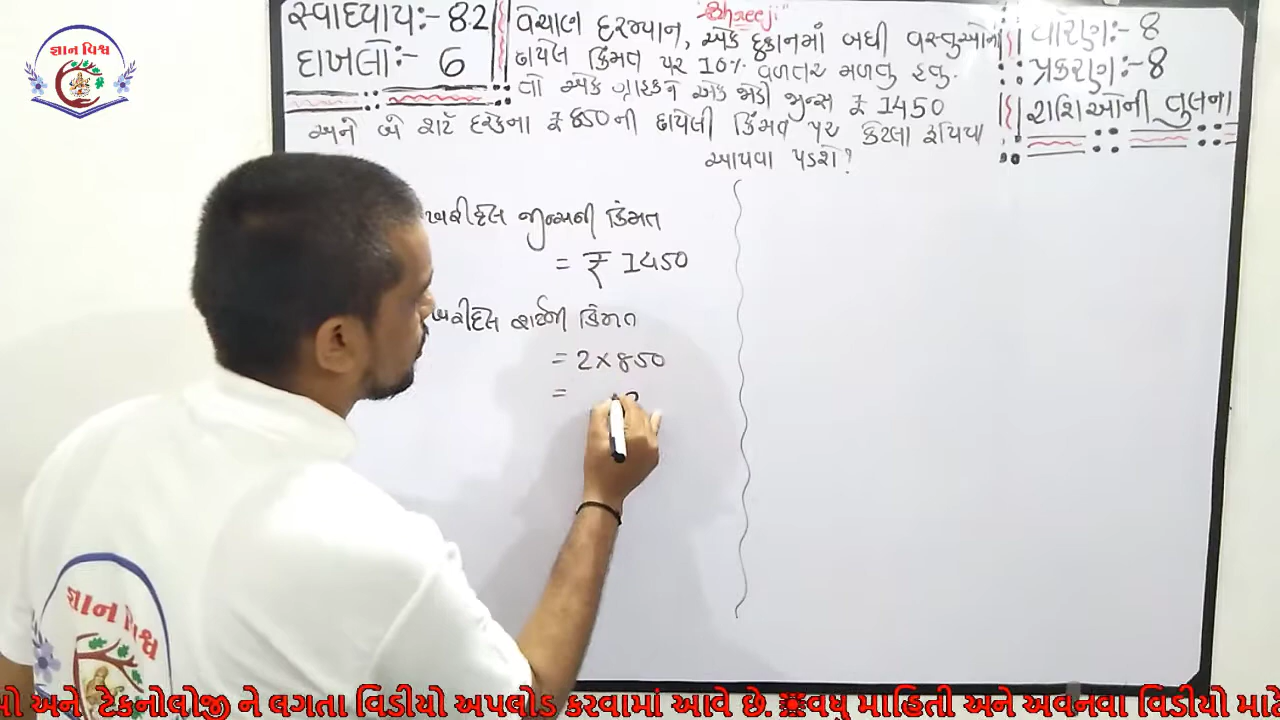 જ્ઞાન વિશ્વ
સ્વાધ્યાય:- 8.2
દાખલો:- 6
"Shreeji"
વેચાણ દરમ્યાન, એક દુકાનમાં બધી વસ્તુઓની
છાપેલ કિંમત પર 10% વળતર મળતુ હતુ.
તો એક ગ્રાહકને એક જોડી જીન્સ ₹ 1450
અને બે શર્ટ દરેકના ₹ 850ની છાપેલી કિંમત પર કેટલા રૂપિયા
આપવા પડશે?
ધોરણ:- 8
પ્રકરણ:-8
રાશિઓની તુલના
ખરીદેલ જીન્સની કિંમત
= ₹ 1450
ખરીદેલ શર્ટની કિંમત
= 2 × 850
=
જ્ઞાન વિશ્વ
અને ટેકનોલોજી ને લગતા વિડીયો અપલોડ કરવામાં આવે છે. વધુ માહિતી અને અવનવા વિડીયો માટે